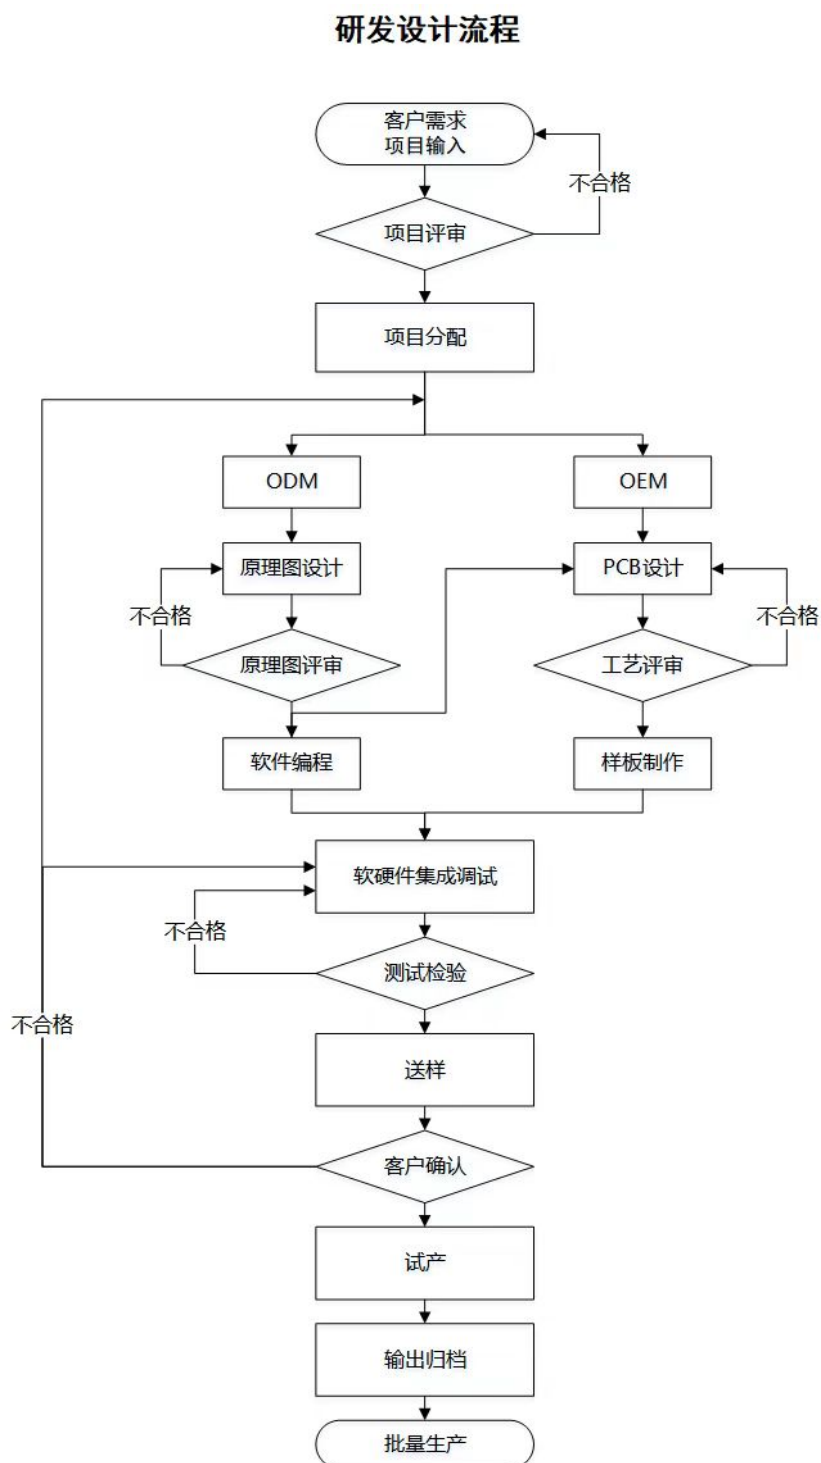 研发设计流程
客户需求
项目输入
不合格
项目评审
项目分配
ODM
OEM
原理图设计
PCB设计
不合格
不合格
原理图评审
工艺评审
软件编程
样板制作
软硬件集成调试
不合格
测试检验
不合格
送样
客户确认
试产
输出归档
批量生产